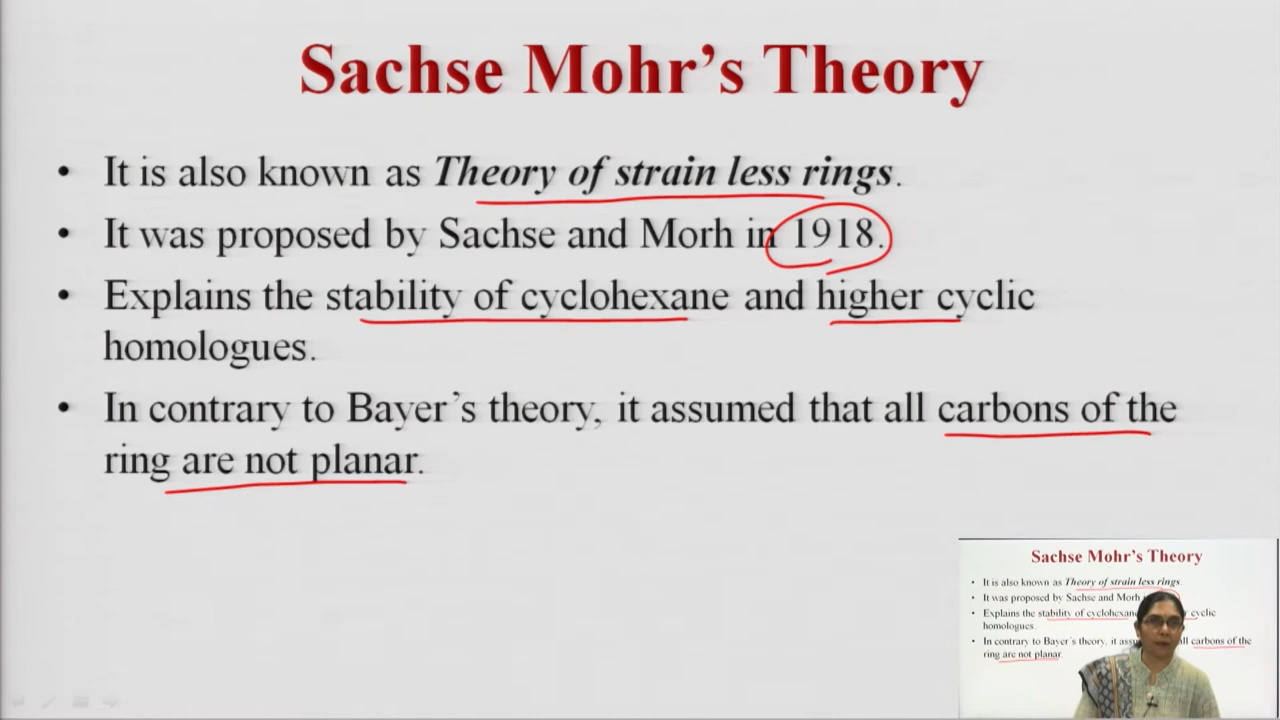 Sachse Mohr's Theory
• It is also known as Theory of strain less rings.
• It was proposed by Sachse and Morh in 1918.
• Explains the stability of cyclohexane and higher cyclic
homologues.
• In contrary to Bayer's theory, it assumed that all carbons of the
ring are not planar.
Sachse Mohr's Theory
• It is also known as Theory of strain less rings.
• It was proposed by Sachse and Morh
• Explains the stability of cyclohexan cyclic
homologues.
• In contrary to Bayer's theory, it assu all carbons of the
ring are not planar.